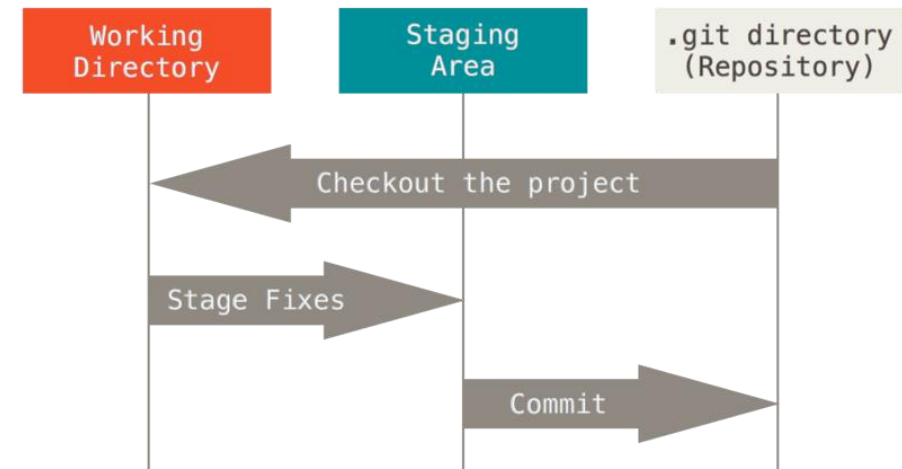 Working
Directory
Staging
Area
.git directory
(Repository)
Checkout the project
Stage Fixes
Commit